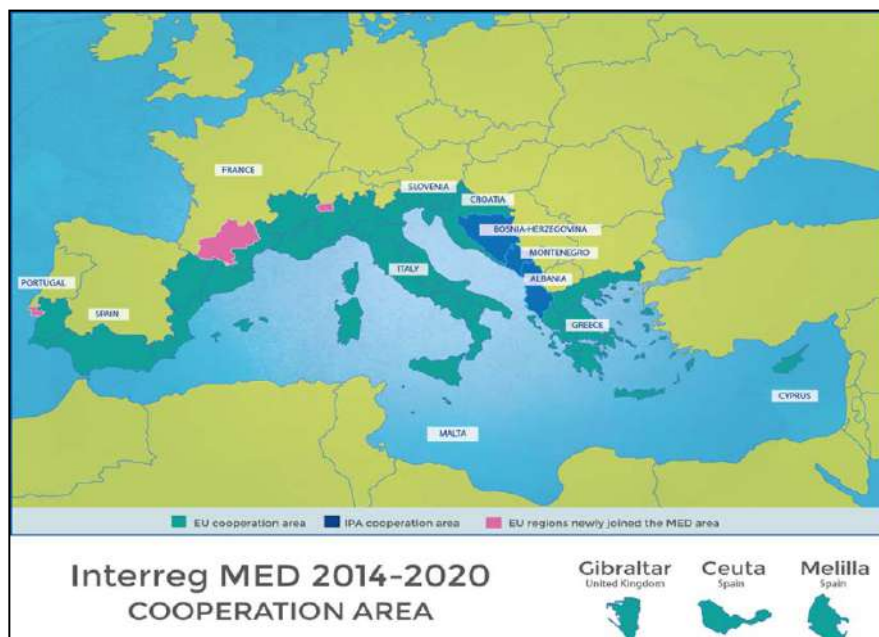 FRANCE
SLOVENIA
CROATIA
BOSNIA-HERZEGOVINA
MONTENEGRO
ITALY
ALBANIA
PORTUGAL
SPAIN
GREECE
CYPRUS
MALTA
EU cooperation area
IPA cooperation area
EU regions newly joined the MED area
Interreg MED 2014-2020
COOPERATION AREA
Gibraltar
United Kingdom
Ceuta
Spain
Melilla
Spain